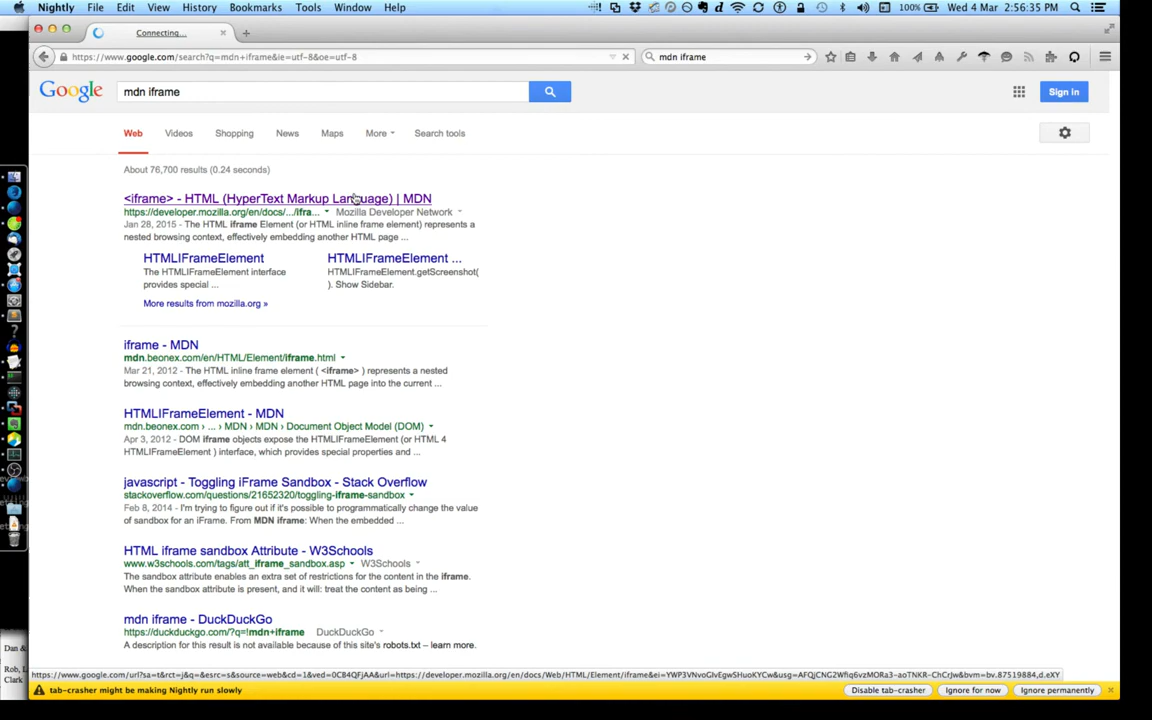 Nightly File Edit View History Bookmarks Tools Window Help 100% Wed 4 Mar 2:56:35 PM
Connecting...
https://www.google.com/search?q=mdn+iframe&ie=utf-8&oe=utf-8 mdn iframe
Google mdn iframe Sign in
Web Videos Shopping News Maps More Search tools
About 76,700 results (0.24 seconds)
<iframe> - HTML (HyperText Markup Language) | MDN
https://developer.mozilla.org/en/docs/.../ifra... Mozilla Developer Network
Jan 28, 2015 - The HTML iframe Element (or HTML inline frame element) represents a
nested browsing context, effectively embedding another HTML page ...
HTMLIFrameElement HTMLIFrameElement ...
The HTMLIFrameElement interface HTMLIFrameElement.getScreenshot(
provides special ... ). Show Sidebar.
More results from mozilla.org »
iframe - MDN
mdn.beonex.com/en/HTML/Element/iframe.html
Mar 21, 2012 - The HTML inline frame element ( <iframe> ) represents a nested
browsing context, effectively embedding another HTML page into the current ...
HTMLIFrameElement - MDN
mdn.beonex.com › ... › MDN › MDN › Document Object Model (DOM)
Apr 3, 2012 - DOM iframe objects expose the HTMLIFrameElement (or HTML 4
HTMLIFrameElement ) interface, which provides special properties and ...
javascript - Toggling iFrame Sandbox - Stack Overflow
stackoverflow.com/questions/21652320/toggling-iframe-sandbox
Feb 8, 2014 - I'm trying to figure out if it's possible to programmatically change the value
of sandbox for an iFrame. From MDN iframe: When the embedded ...
HTML iframe sandbox Attribute - W3Schools
www.w3schools.com/tags/att_iframe_sandbox.asp W3Schools
The sandbox attribute enables an extra set of restrictions for the content in the iframe.
When the sandbox attribute is present, and it will: treat the content as being ...
mdn iframe - DuckDuckGo
https://duckduckgo.com/?q=!mdn+iframe DuckDuckGo
A description for this result is not available because of this site's robots.txt – learn more.
Dan &
Rob, L
Clark
tab-crasher might be making Nightly run slowly Disable tab-crasher Ignore for now Ignore permanently